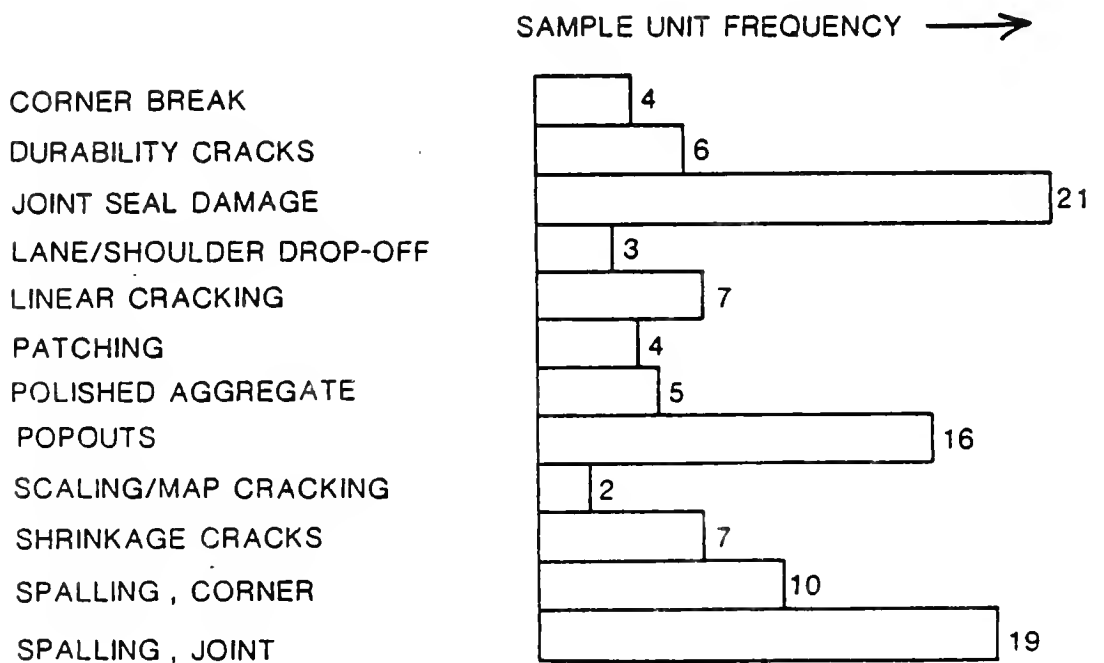 SAMPLE UNIT FREQUENCY
CORNER BREAK 4
DURABILITY CRACKS 6
JOINT SEAL DAMAGE 21
LANE/SHOULDER DROP-OFF 3
LINEAR CRACKING 7
PATCHING 4
POLISHED AGGREGATE 5
POPOUTS 16
SCALING/MAP CRACKING 2
SHRINKAGE CRACKS 7
SPALLING , CORNER 10
SPALLING , JOINT 19